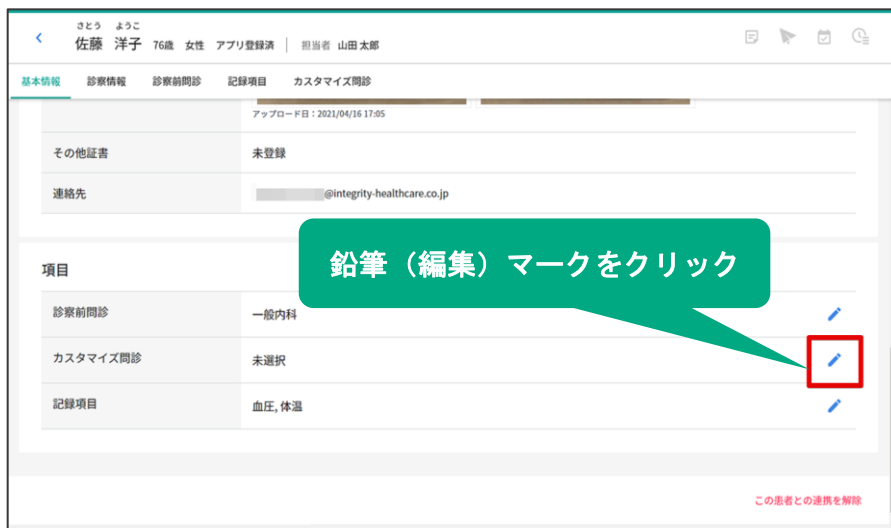 さとう ようこ
佐藤 洋子 76歳 女性 アプリ登録済 担当者 山田 太郎
基本情報 診察情報 診察前問診 記録項目 カスタマイズ問診
アップロード日：2021/04/16 17:05
その他証書 未登録
連絡先 @integrity-healthcare.co.jp
鉛筆（編集）マークをクリック
項目
診察前問診 一般内科
カスタマイズ問診 未選択
記録項目 血圧, 体温
この患者との連携を解除